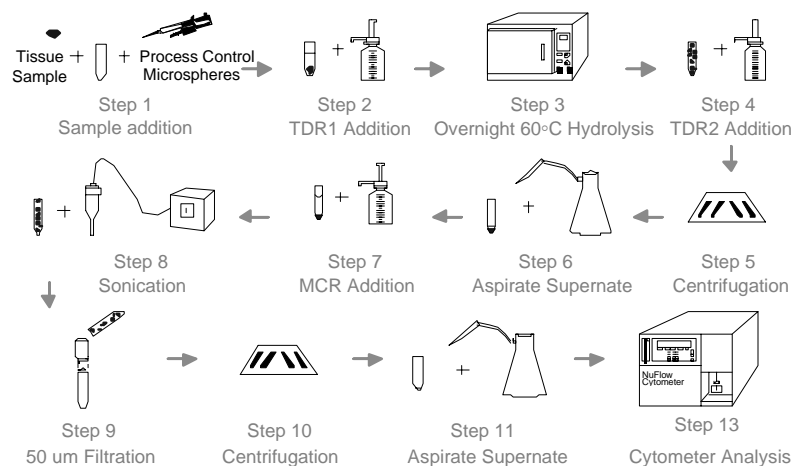 Tissue + + Process Control
Sample Microspheres
Step 1
Sample addition
+
Step 2
TDR1 Addition
Step 3
Overnight 60°C Hydrolysis
+
Step 4
TDR2 Addition
+
Step 8
Sonication
+
Step 7
MCR Addition
+
Step 6
Aspirate Supernate
Step 5
Centrifugation
Step 9
50 um Filtration
Step 10
Centrifugation
+
Step 11
Aspirate Supernate
NuFlow
Cytometer
Step 13
Cytometer Analysis